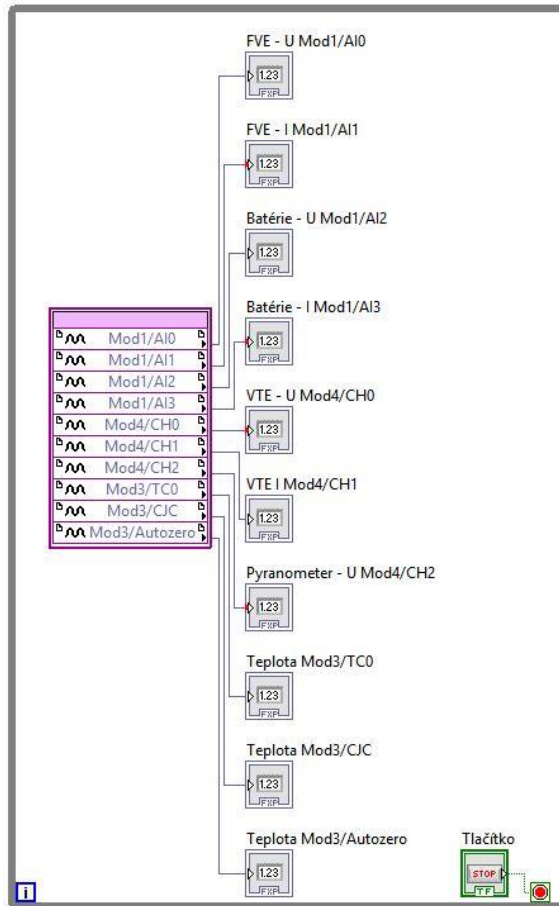 FVE - U Mod1/AI0
1.23
FXP
FVE - I Mod1/AI1
1.23
FXP
Batérie - U Mod1/AI2
1.23
FXP
Batérie - I Mod1/AI3
1.23
FXP
VTE - U Mod4/CH0
1.23
FXP
VTE I Mod4/CH1
1.23
FXP
Pyranometer - U Mod4/CH2
1.23
FXP
Teplota Mod3/TC0
1.23
FXP
Teplota Mod3/CJC
1.23
FXP
Teplota Mod3/Autozero
1.23
FXP
Mod1/AI0
Mod1/AI1
Mod1/AI2
Mod1/AI3
Mod4/CH0
Mod4/CH1
Mod4/CH2
Mod3/TC0
Mod3/CJC
Mod3/Autozero
Tlačítko
STOP
TF
i